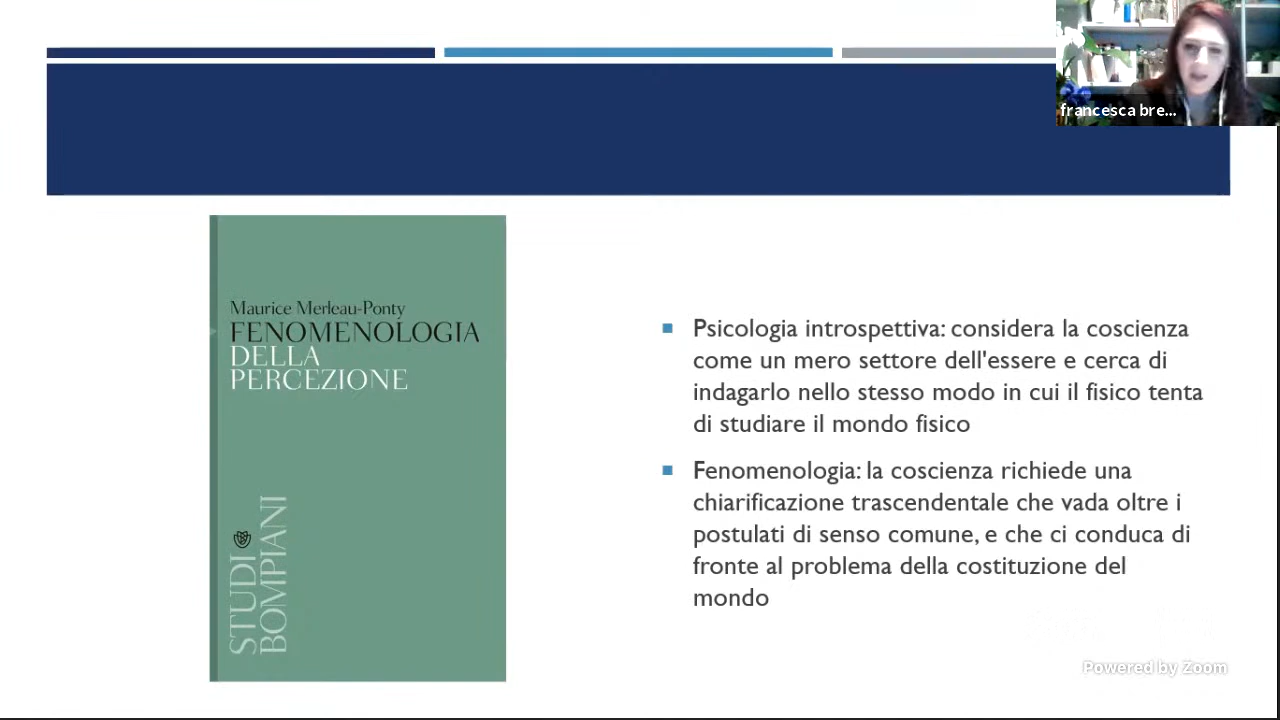 francesca bre...
Maurice Merleau-Ponty
FENOMENOLOGIA
DELLA
PERCEZIONE
STUDI
BOMPIANI
Psicologia introspettiva: considera la coscienza
come un mero settore dell'essere e cerca di
indagarlo nello stesso modo in cui il fisico tenta
di studiare il mondo fisico
Fenomenologia: la coscienza richiede una
chiarificazione trascendentale che vada oltre i
postulati di senso comune, e che ci conduca di
fronte al problema della costituzione del
mondo
Powered by Zoom